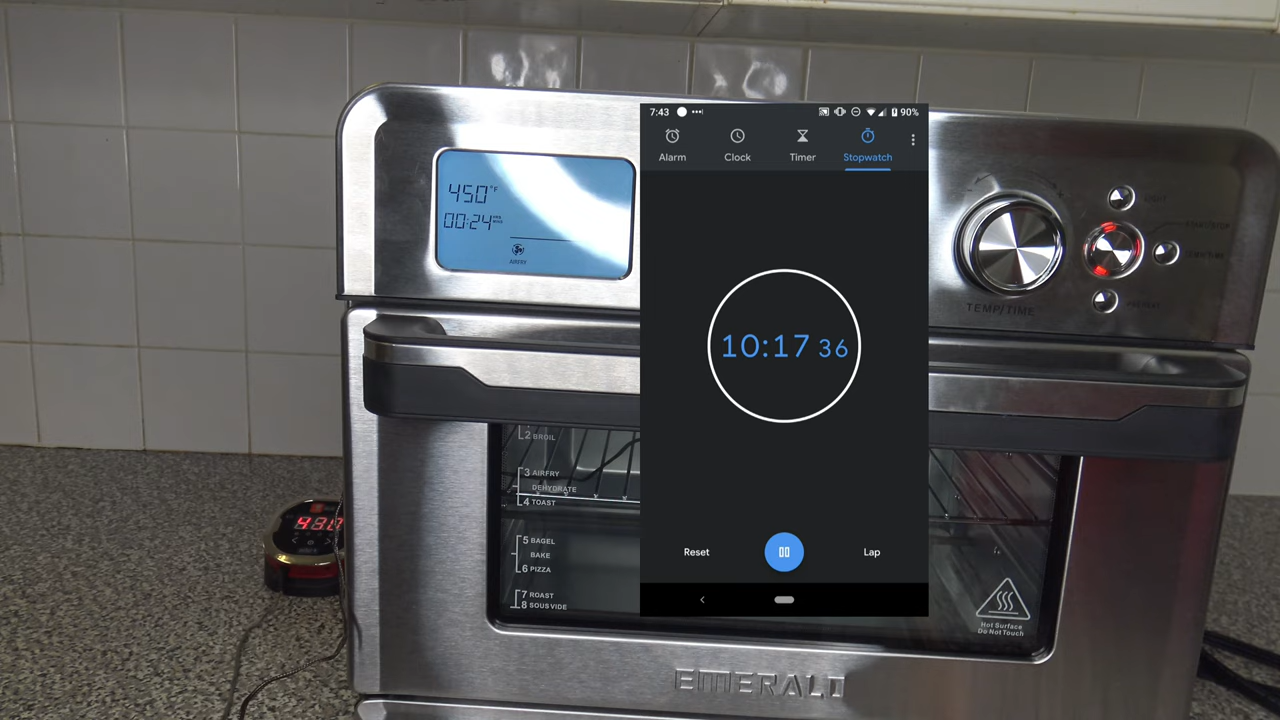 7:43
90%
Alarm Clock Timer Stopwatch
450°F
00:24
AIRFRY
TEMP/TIME
10:17 36
2 BROIL
3 AIRFRY
DEHYDRATE
4 TOAST
5 BAGEL
BAKE
6 PIZZA
7 ROAST
8 SOUS VIDE
Reset Lap
Hot Surface
Do Not Touch
EMERALD